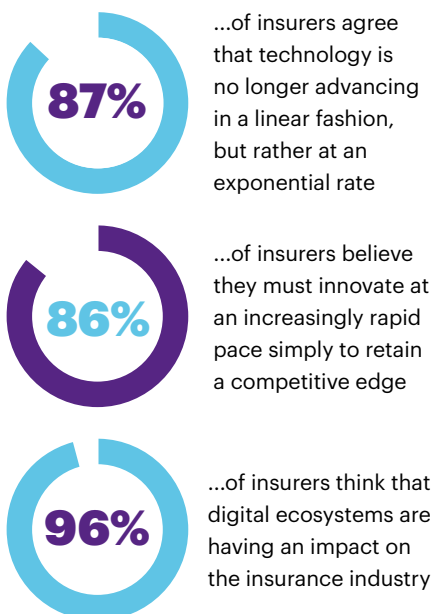 87%
...of insurers agree
that technology is
no longer advancing
in a linear fashion,
but rather at an
exponential rate
86%
...of insurers believe
they must innovate at
an increasingly rapid
pace simply to retain
a competitive edge
96%
...of insurers think that
digital ecosystems are
having an impact on
the insurance industry